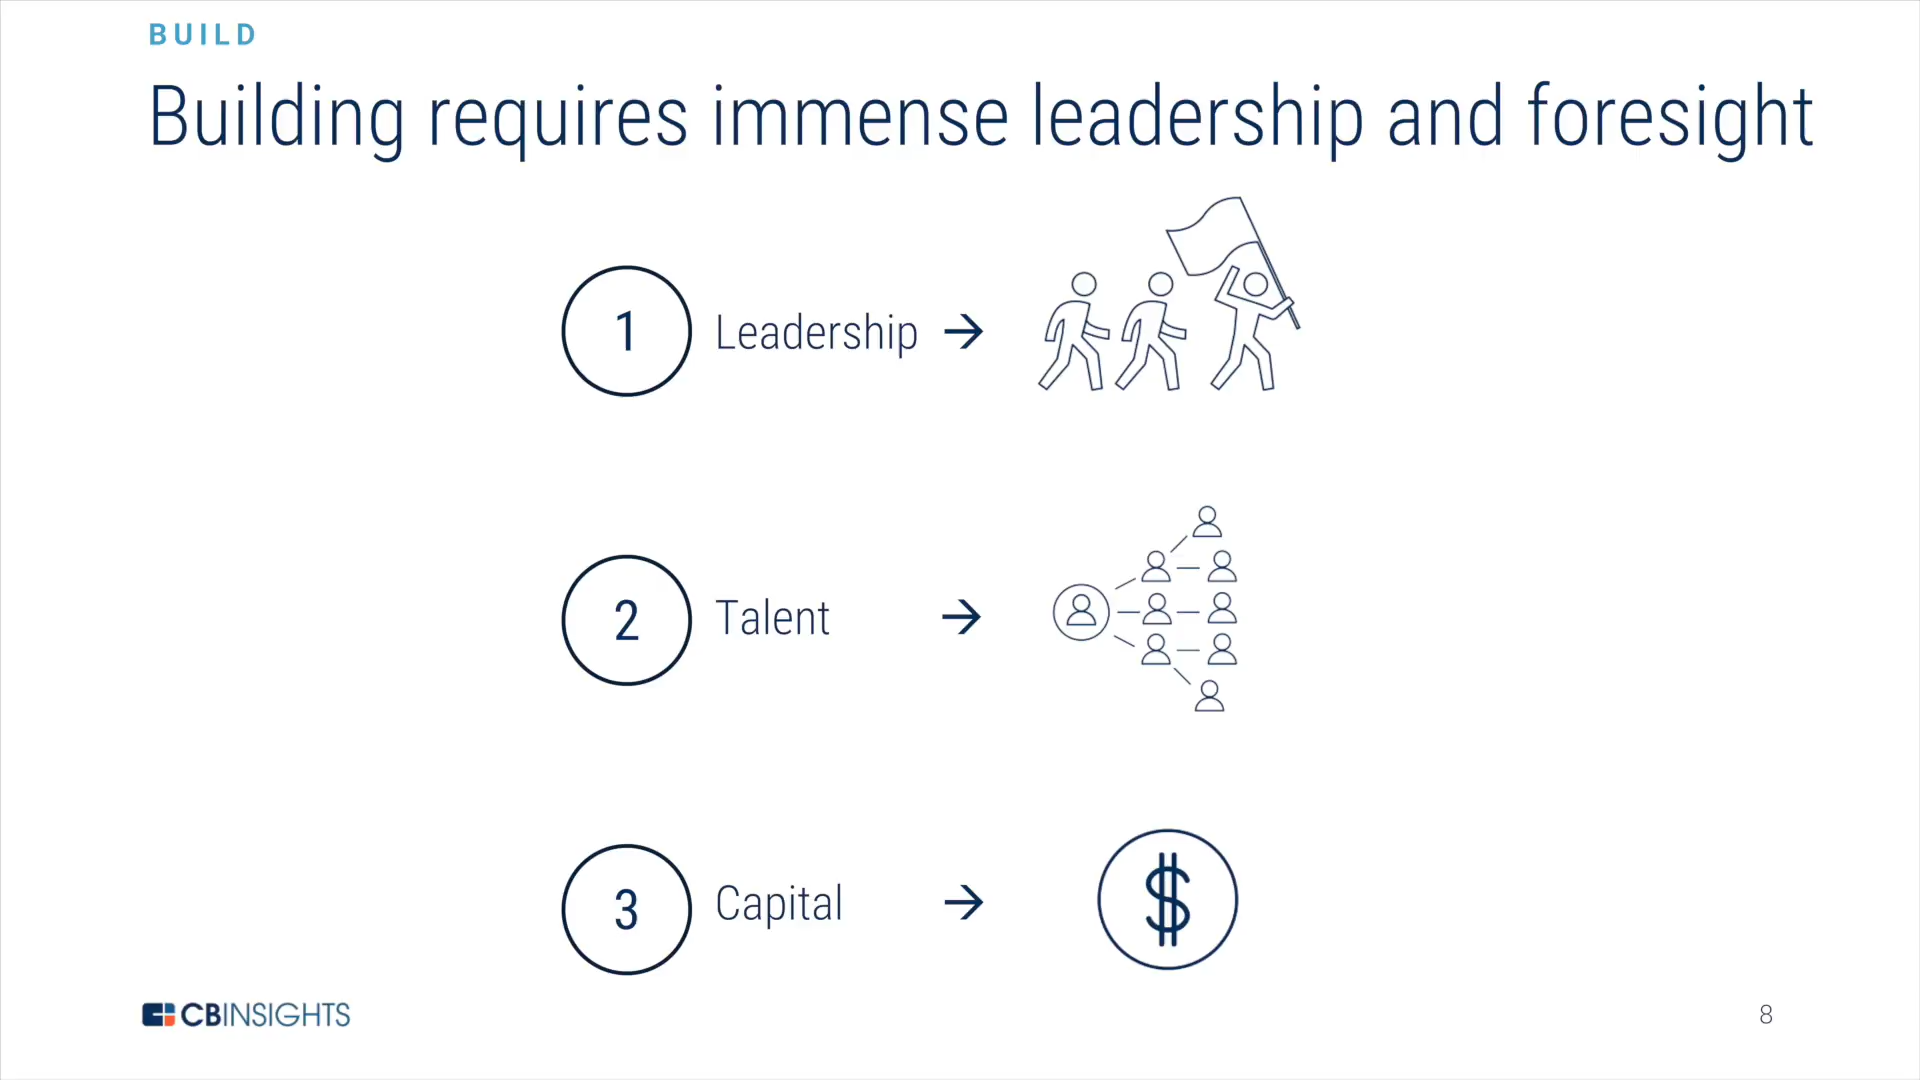 BUILD
Building requires immense leadership and foresight
1 Leadership →
2 Talent →
3 Capital →
$
CBINSIGHTS
8